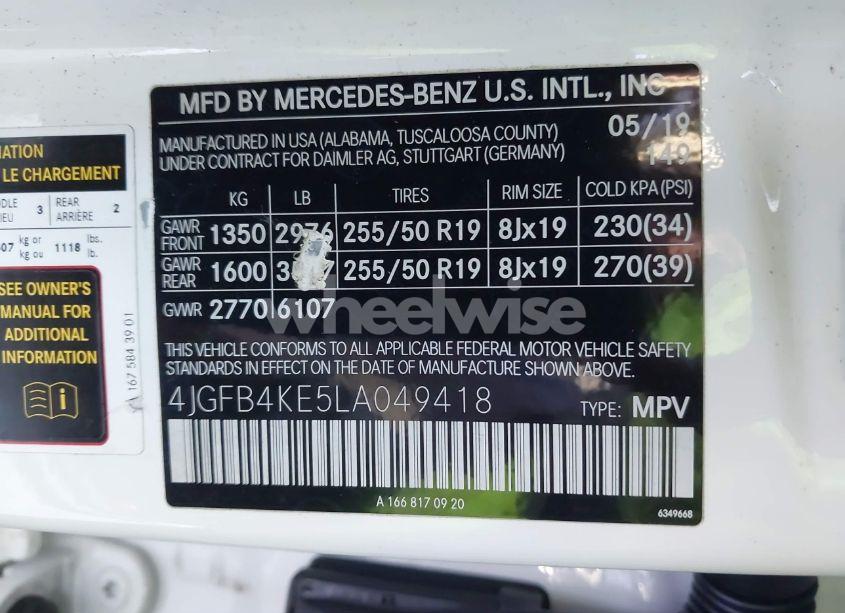 MFD BY MERCEDES-BENZ U.S. INTL., INC
MANUFACTURED IN USA (ALABAMA, TUSCALOOSA COUNTY) 05/19
UNDER CONTRACT FOR DAIMLER AG, STUTTGART (GERMANY) 149
KG LB TIRES RIM SIZE COLD KPA (PSI)
GAWR FRONT 1350 2976 255/50 R19 8Jx19 230(34)
GAWR REAR 1600 255/50 R19 8Jx19 270(39)
GVWR 2770 6107
wheelwise
THIS VEHICLE CONFORMS TO ALL APPLICABLE FEDERAL MOTOR VEHICLE SAFETY
STANDARDS IN EFFECT ON THE DATE OF MANUFACTURE SHOWN ABOVE.
4JGFB4KE5LA049418 TYPE: MPV
A 166 817 09 20
6349668
LE CHARGEMENT
3 REAR ARRIÈRE 2
kg or kg ou 1118 lbs. lb.
SEE OWNER'S
MANUAL FOR
ADDITIONAL
INFORMATION
A 167 584 39 01